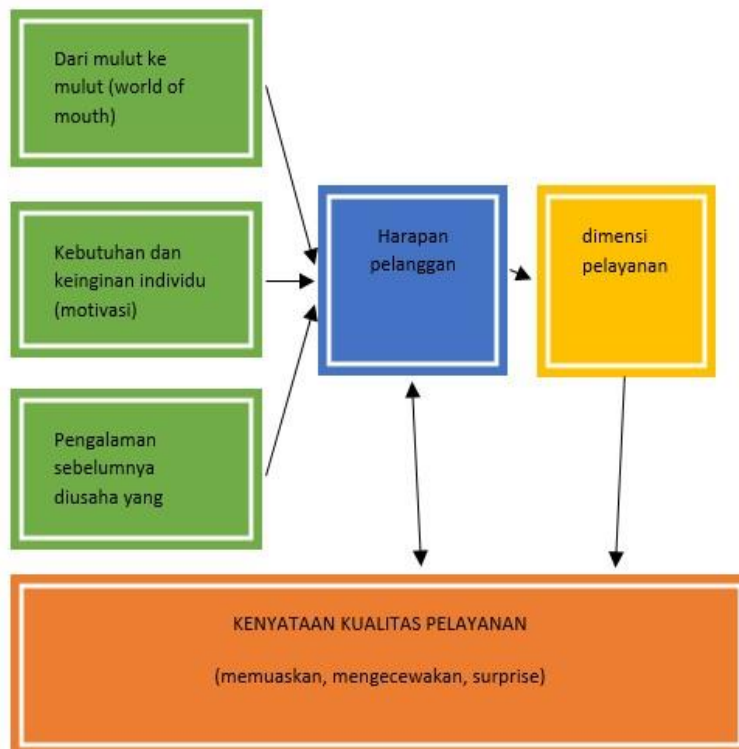 Dari mulut ke
mulut (world of
mouth)
Kebutuhan dan
keinginan individu
(motivasi)
Pengalaman
sebelumnya
diusaha yang
Harapan
pelanggan
dimensi
pelayanan
KENYATAAN KUALITAS PELAYANAN
(memuaskan, mengecewakan, surprise)